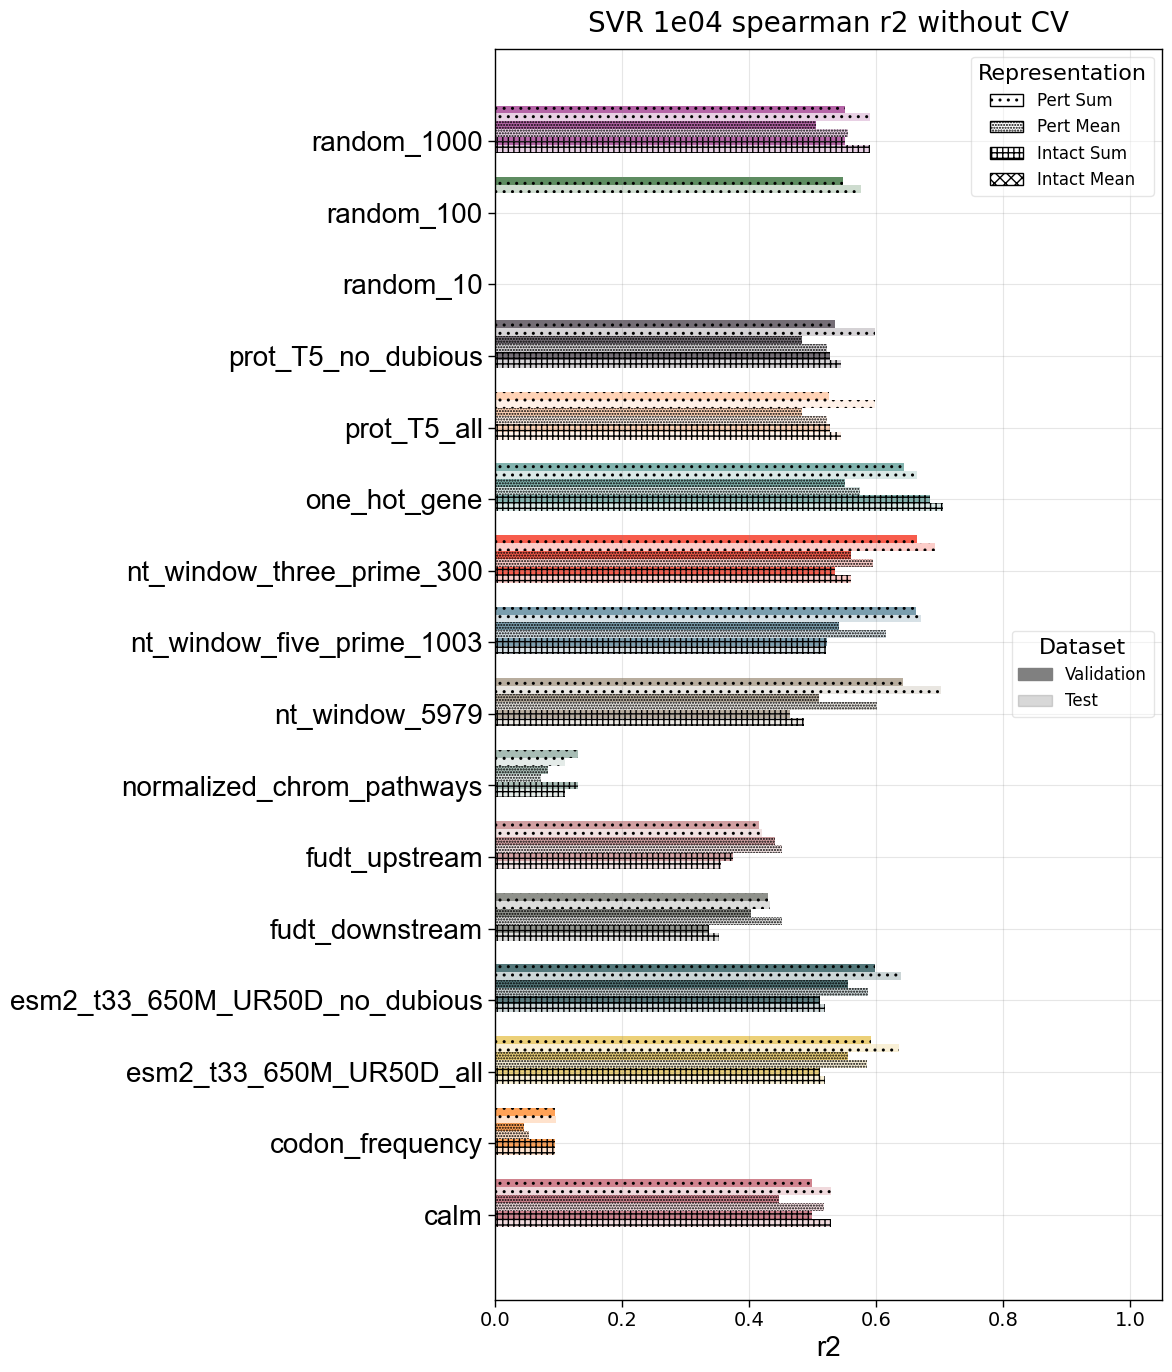 SVR 1e04 spearman r2 without CV
Representation
Pert Sum
Pert Mean
Intact Sum
Intact Mean
random_1000
random_100
random_10
prot_T5_no_dubious
prot_T5_all
one_hot_gene
nt_window_three_prime_300
nt_window_five_prime_1003
Dataset
Validation
Test
nt_window_5979
normalized_chrom_pathways
fudt_upstream
fudt_downstream
esm2_t33_650M_UR50D_no_dubious
esm2_t33_650M_UR50D_all
codon_frequency
calm
0.0 0.2 0.4 0.6 0.8 1.0
r2